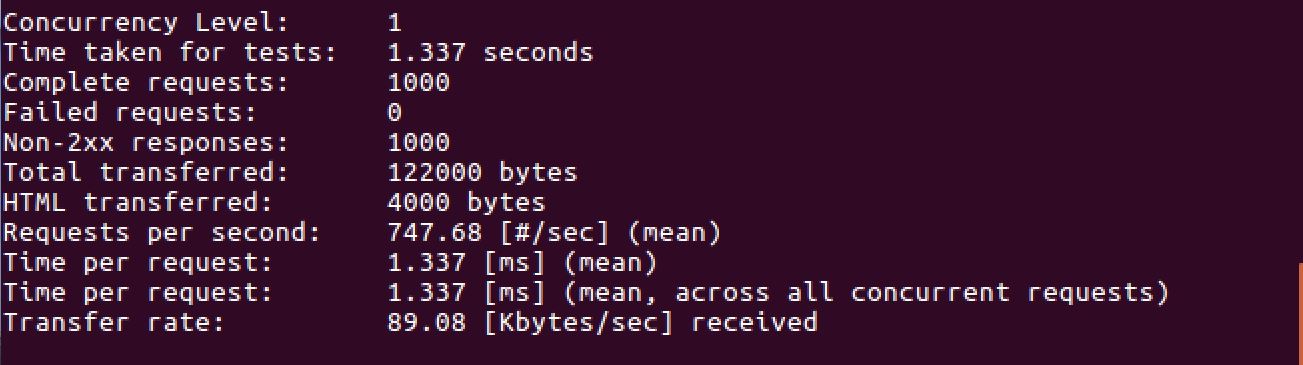 Concurrency Level:      1
Time taken for tests:   1.337 seconds
Complete requests:      1000
Failed requests:        0
Non-2xx responses:      1000
Total transferred:      122000 bytes
HTML transferred:       4000 bytes
Requests per second:    747.68 [#/sec] (mean)
Time per request:       1.337 [ms] (mean)
Time per request:       1.337 [ms] (mean, across all concurrent requests)
Transfer rate:          89.08 [Kbytes/sec] received